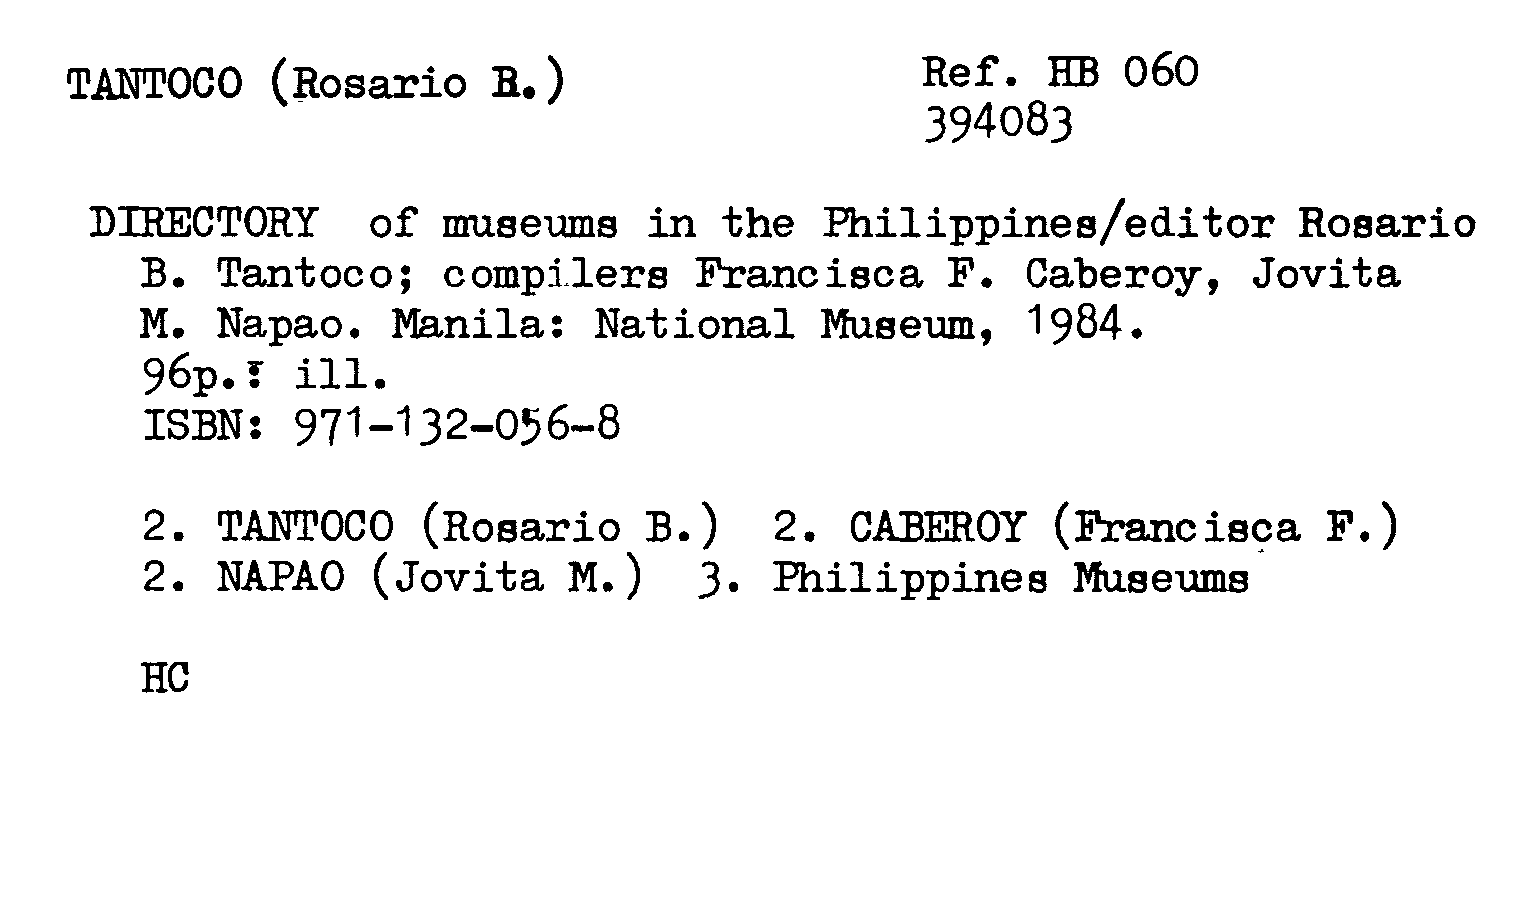 TANTOCO (Rosario B.)
Ref. HB 060
394083
DIRECTORY of museums in the Philippines/editor Rosario
B. Tantoco; compilers Francisca F. Caberoy, Jovita
M. Napao. Manila: National Museum, 1984.
96p.: ill.
ISBN: 971-132-056-8
2. TANTOCO (Rosario B.) 2. CABEROY (Francisca F.)
2. NAPAO (Jovita M.) 3. Philippines Museums
HC